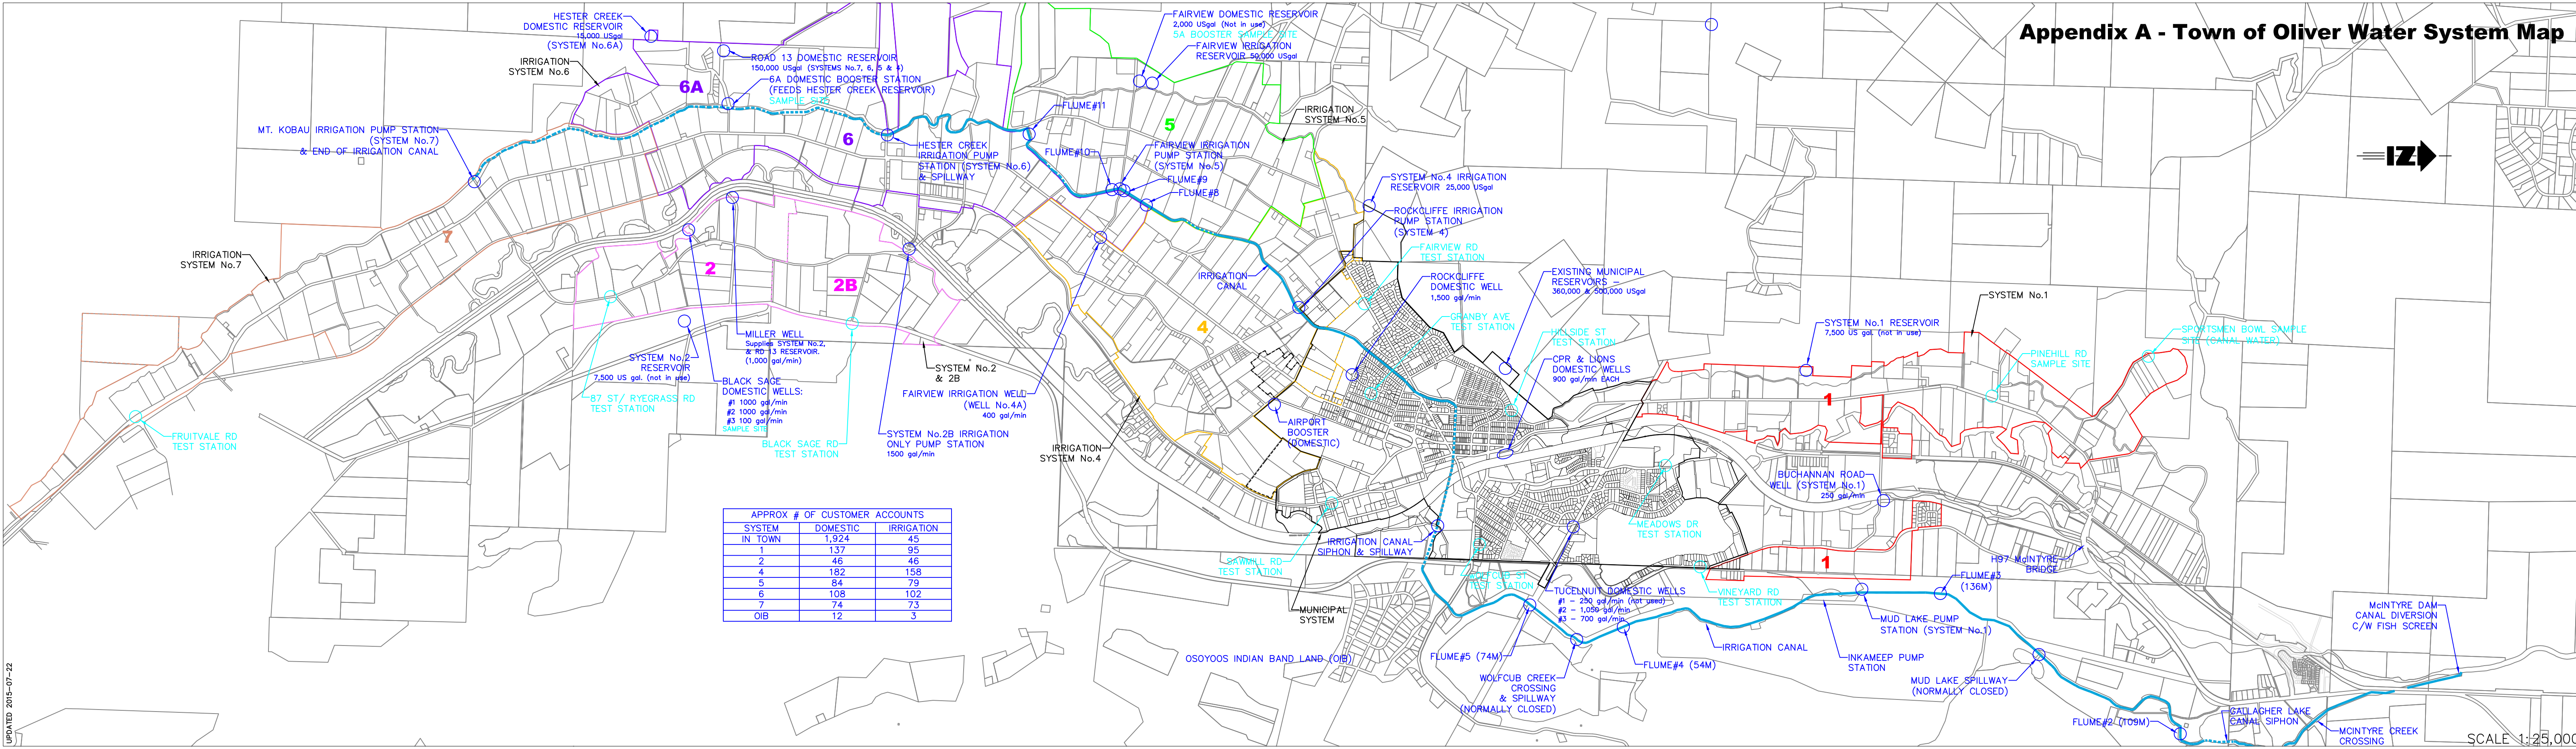 Appendix A - Town of Oliver Water System Map
HESTER CREEK
DOMESTIC RESERVOIR
15,000 USgal
(SYSTEM No.6A)
ROAD 13 DOMESTIC RESERVOIR
150,000 USgal (SYSTEMS No.7, 6, 5 & 4)
6A DOMESTIC BOOSTER STATION
(FEEDS HESTER CREEK RESERVOIR)
SAMPLE SITE
IRRIGATION
SYSTEM No.6
6A
6
MT. KOBAU IRRIGATION PUMP STATION
(SYSTEM No.7)
& END OF IRRIGATION CANAL
HESTER CREEK
IRRIGATION PUMP
STATION (SYSTEM No.6)
& SPILLWAY
FAIRVIEW DOMESTIC RESERVOIR
2,000 USgal (Not in use)
5A BOOSTER SAMPLE SITE
FAIRVIEW IRRIGATION
RESERVOIR 50,000 USgal
FLUME#11
5
IRRIGATION
SYSTEM No.5
FLUME#10
FAIRVIEW IRRIGATION
PUMP STATION
(SYSTEM No.5)
FLUME#9
FLUME#8
SYSTEM No.4 IRRIGATION
RESERVOIR 25,000 USgal
ROCKCLIFFE IRRIGATION
PUMP STATION
(SYSTEM 4)
FAIRVIEW RD
TEST STATION
ROCKCLIFFE
DOMESTIC WELL
1,500 gal/min
GRANBY AVE
TEST STATION
EXISTING MUNICIPAL
RESERVOIRS –
360,000 & 500,000 USgal
HILLSIDE ST
TEST STATION
CPR & LIONS
DOMESTIC WELLS
900 gal/min EACH
IRRIGATION
CANAL
7
IRRIGATION
SYSTEM No.7
2
2B
MILLER WELL
Supplies SYSTEM No.2,
& RD 13 RESERVOIR.
(1,000 gal/min)
SYSTEM No.2
RESERVOIR
7,500 US gal. (not in use)
BLACK SAGE
DOMESTIC WELLS:
#1 1000 gal/min
#2 1000 gal/min
#3 100 gal/min
SAMPLE SITE
87 ST/ RYEGRASS RD
TEST STATION
FRUITVALE RD
TEST STATION
BLACK SAGE RD
TEST STATION
SYSTEM No.2
& 2B
SYSTEM No.2B IRRIGATION
ONLY PUMP STATION
1500 gal/min
FAIRVIEW IRRIGATION WELL
(WELL No.4A)
400 gal/min
4
IRRIGATION
SYSTEM No.4
AIRPORT
BOOSTER
(DOMESTIC)
SYSTEM No.1
SYSTEM No.1 RESERVOIR
7,500 US gal. (not in use)
SPORTSMEN BOWL SAMPLE
SITE (CANAL WATER)
PINEHILL RD
SAMPLE SITE
1
BUCHANNAN ROAD
WELL (SYSTEM No.1)
250 gal/min
MEADOWS DR
TEST STATION
1
H97 McINTYRE
BRIDGE
FLUME#3
(136M)
IRRIGATION CANAL
SIPHON & SPILLWAY
SAWMILL RD
TEST STATION
WOLFCUB ST
TEST STATION
MUNICIPAL
SYSTEM
TUCELNUIT DOMESTIC WELLS
#1 – 250 gal/min (not used)
#2 – 1,050 gal/min
#3 – 700 gal/min
VINEYARD RD
TEST STATION
MUD LAKE PUMP
STATION (SYSTEM No.1)
OSOYOOS INDIAN BAND LAND (OIB)
FLUME#5 (74M)
WOLFCUB CREEK
CROSSING
& SPILLWAY
(NORMALLY CLOSED)
FLUME#4 (54M)
IRRIGATION CANAL
INKAMEEP PUMP
STATION
MUD LAKE SPILLWAY
(NORMALLY CLOSED)
McINTYRE DAM
CANAL DIVERSION
C/W FISH SCREEN
FLUME#2 (109M)
GALLAGHER LAKE
CANAL SIPHON
MCINTYRE CREEK
CROSSING
APPROX # OF CUSTOMER ACCOUNTS
SYSTEM DOMESTIC IRRIGATION
IN TOWN 1,924 45
1 137 95
2 46 46
4 182 158
5 84 79
6 108 102
7 74 73
OIB 12 3
UPDATED 2015-07-22
SCALE 1:25,000